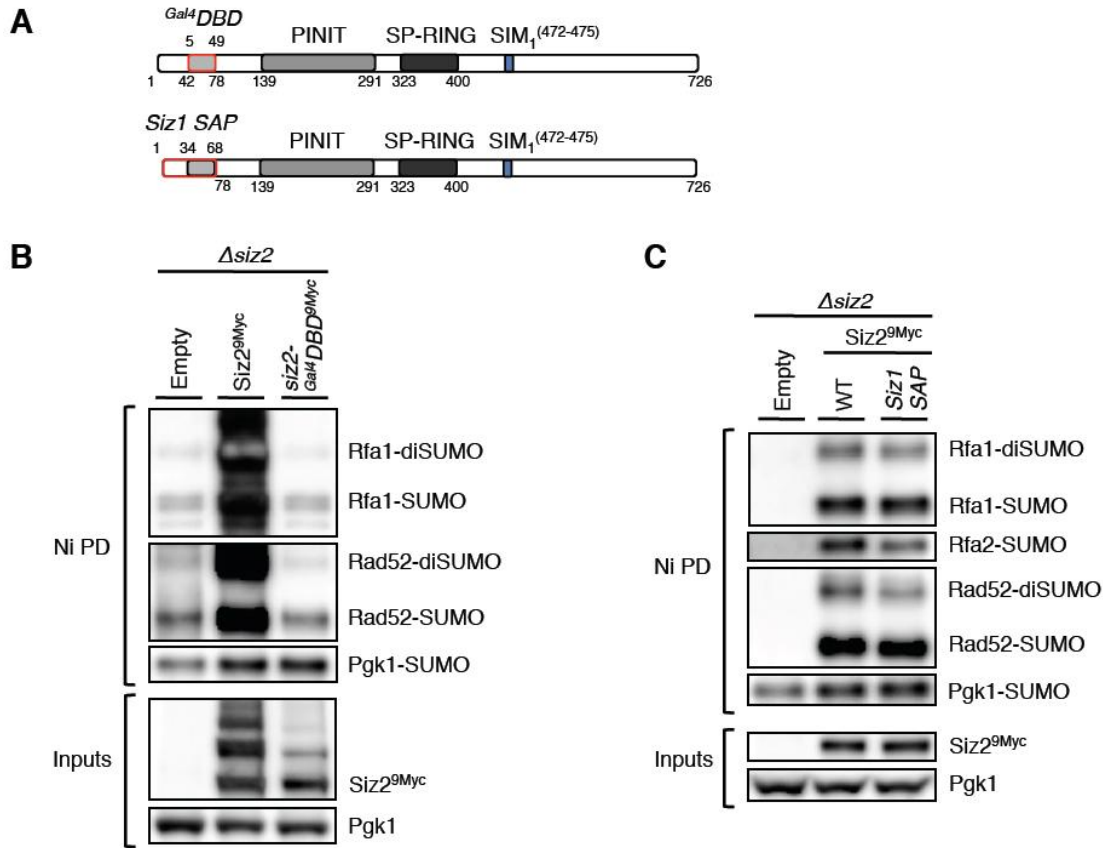 A
Gal4DBD
5 49
PINIT SP-RING SIM1(472-475)
1 42 78 139 291 323 400 726
Siz1 SAP
1 34 68
PINIT SP-RING SIM1(472-475)
78 139 291 323 400 726
B
Δsiz2
Empty
Siz29Myc
siz2-
Gal4DBD9Myc
Ni PD
Rfa1-diSUMO
Rfa1-SUMO
Rad52-diSUMO
Rad52-SUMO
Pgk1-SUMO
Inputs
Siz29Myc
Pgk1
C
Δsiz2
Siz29Myc
Empty
WT
Siz1
SAP
Ni PD
Rfa1-diSUMO
Rfa1-SUMO
Rfa2-SUMO
Rad52-diSUMO
Rad52-SUMO
Pgk1-SUMO
Inputs
Siz29Myc
Pgk1